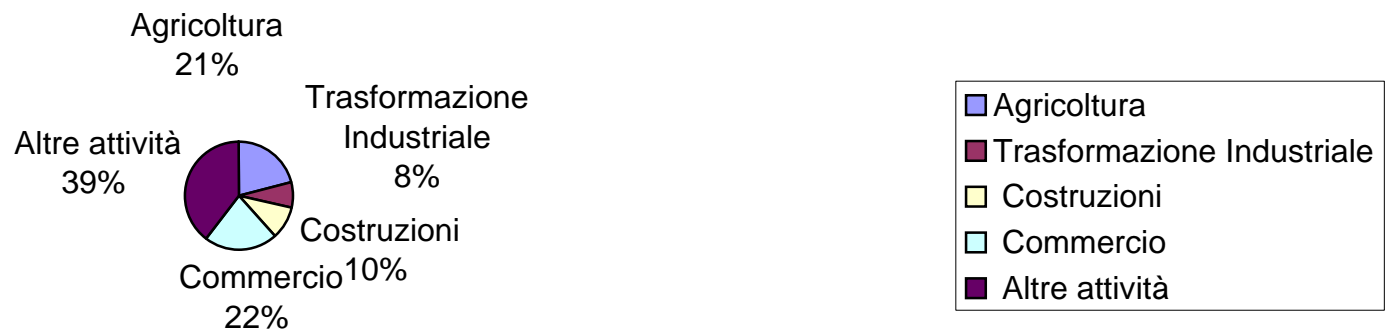 Agricoltura
21%
Trasformazione
Industriale
8%
Altre attività
39%
Costruzioni
10%
Commercio
22%
Agricoltura
Trasformazione Industriale
Costruzioni
Commercio
Altre attività